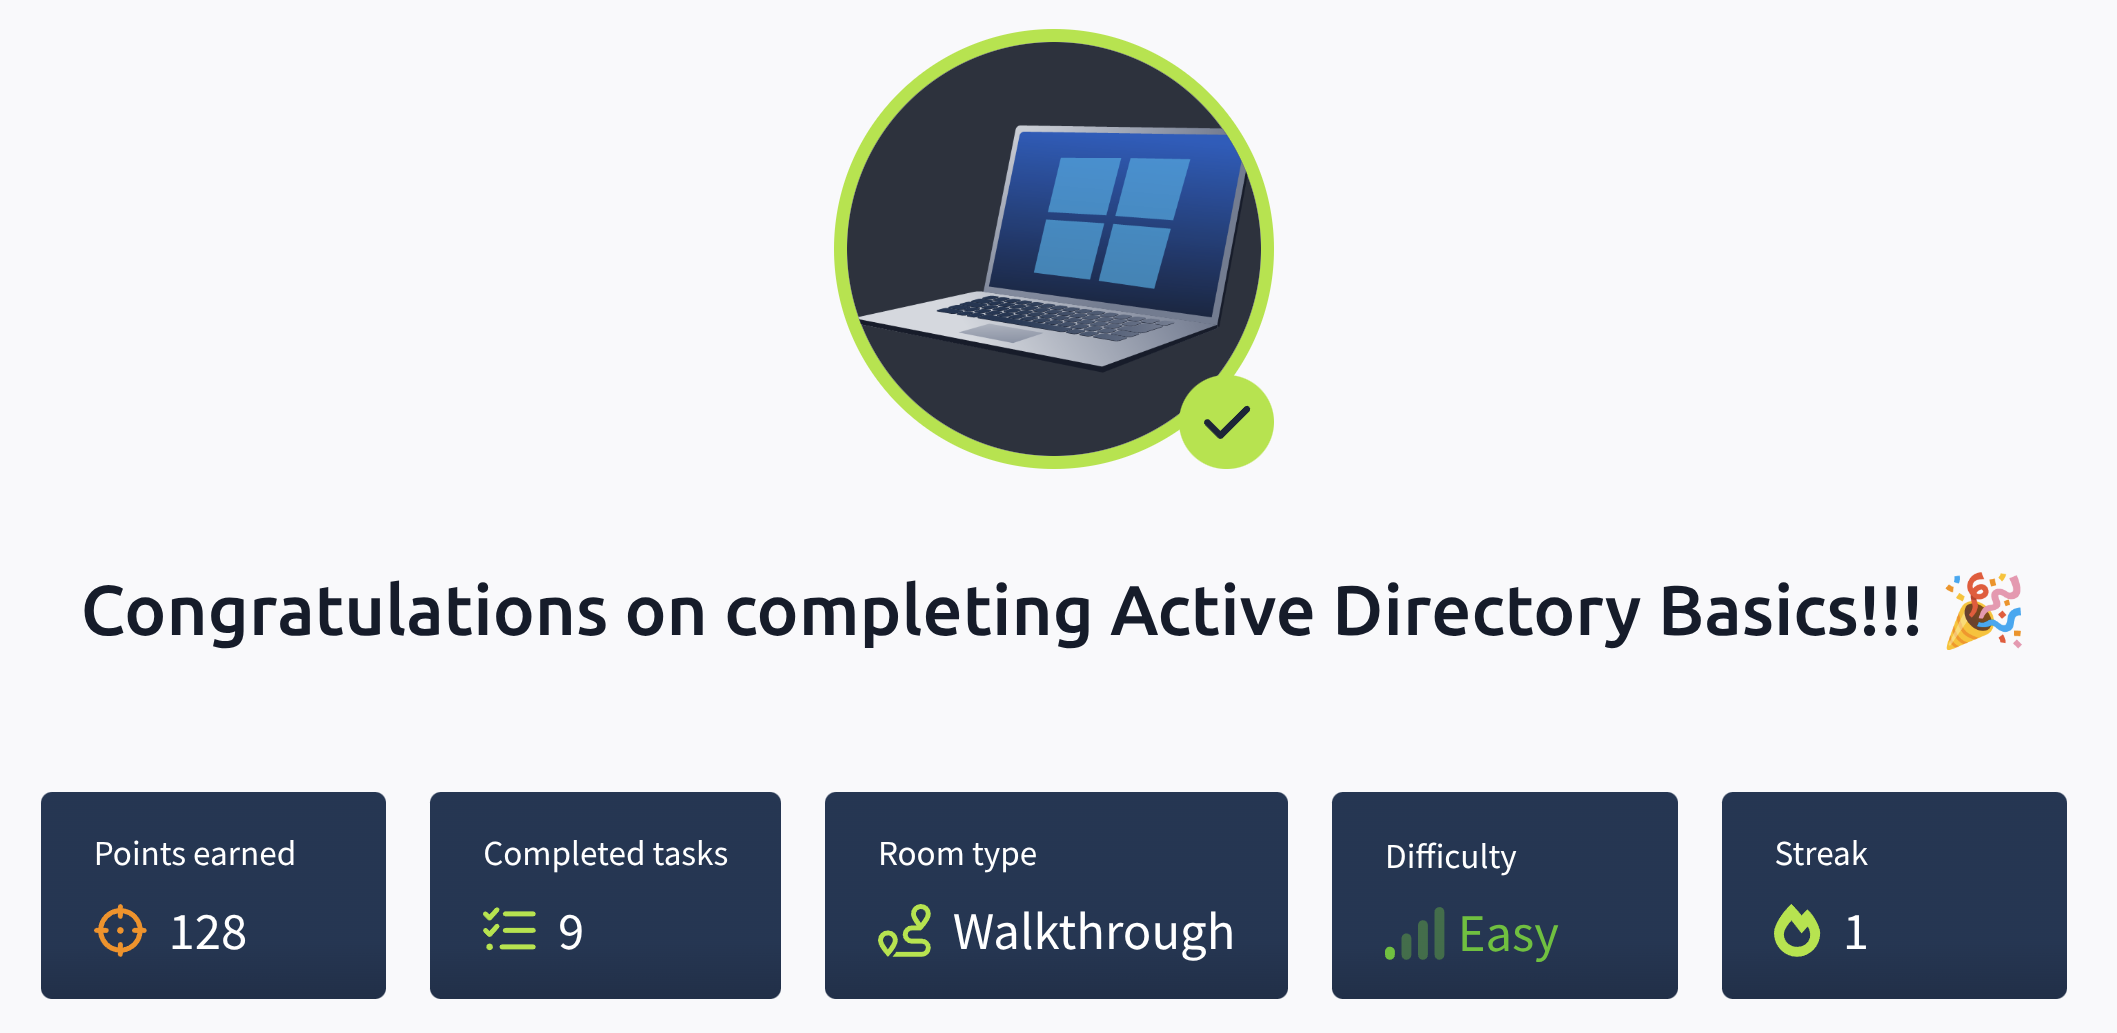 Congratulations on completing Active Directory Basics!!! 🎉
Points earned
128
Completed tasks
9
Room type
Walkthrough
Difficulty
Easy
Streak
1